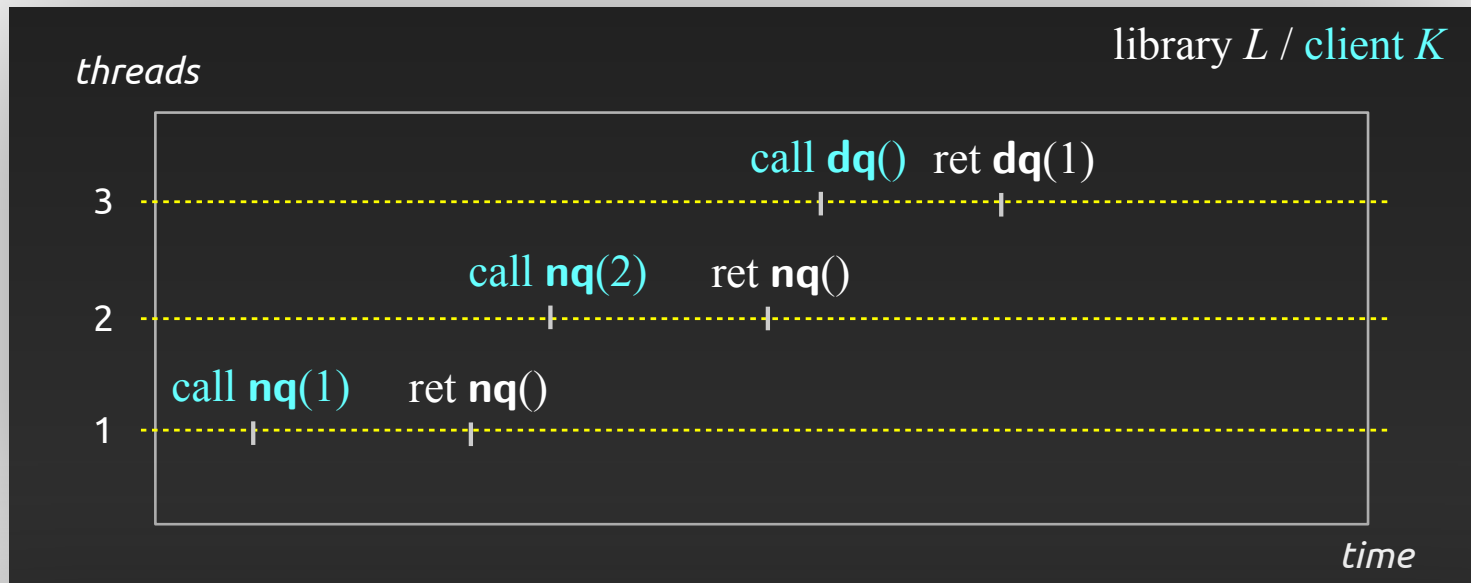 library L / client K
threads
call dq() ret dq(1)
3
call nq(2) ret nq()
2
call nq(1) ret nq()
1
time